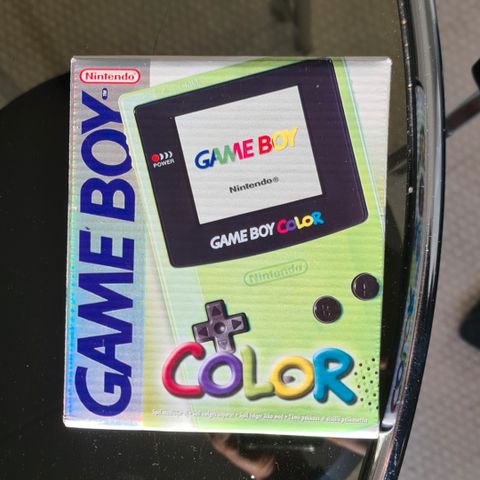 Nintendo®
GAME BOY
POWER
GAME BOY
Nintendo®
GAME BOY COLOR
Nintendo
COLOR